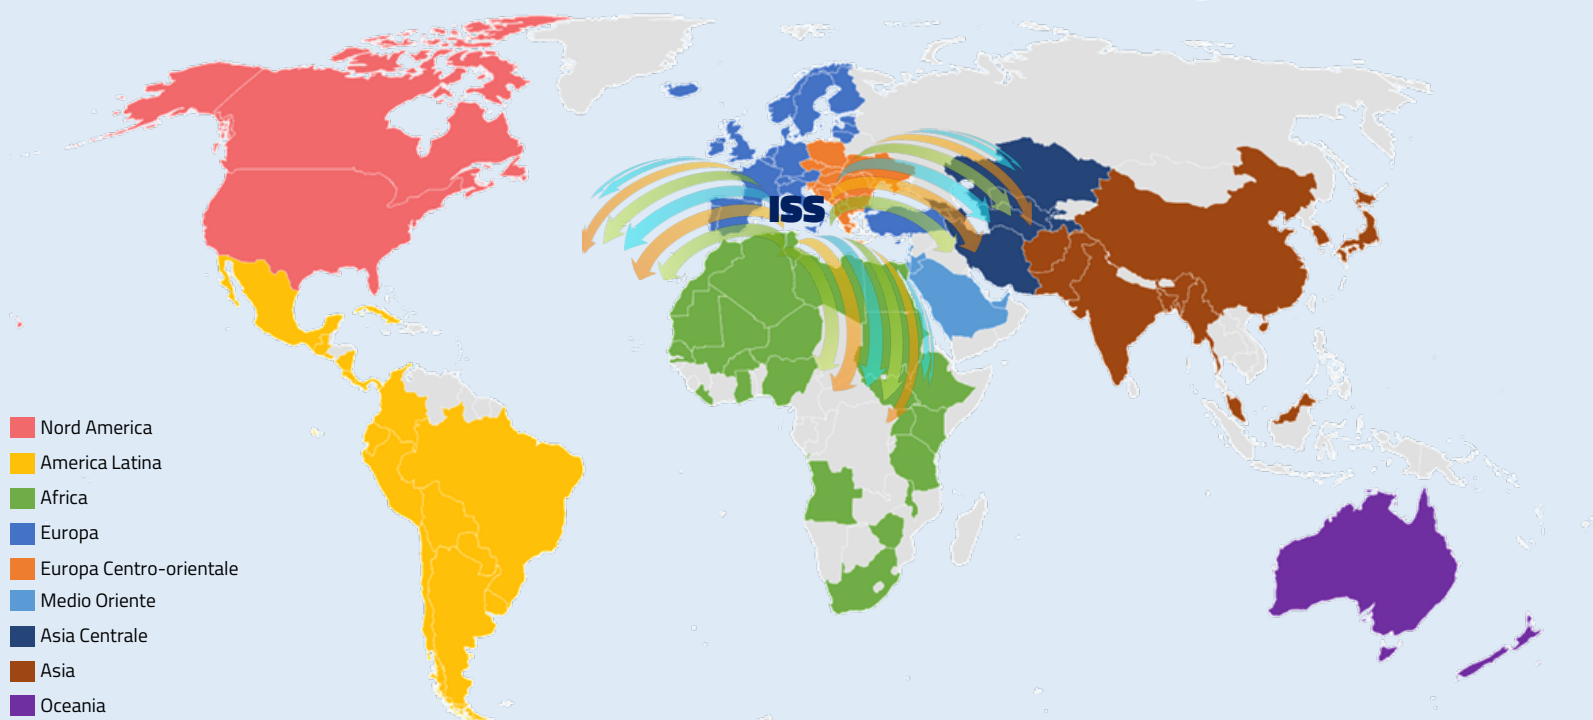 ISS
Nord America
America Latina
Africa
Europa
Europa Centro-orientale
Medio Oriente
Asia Centrale
Asia
Oceania